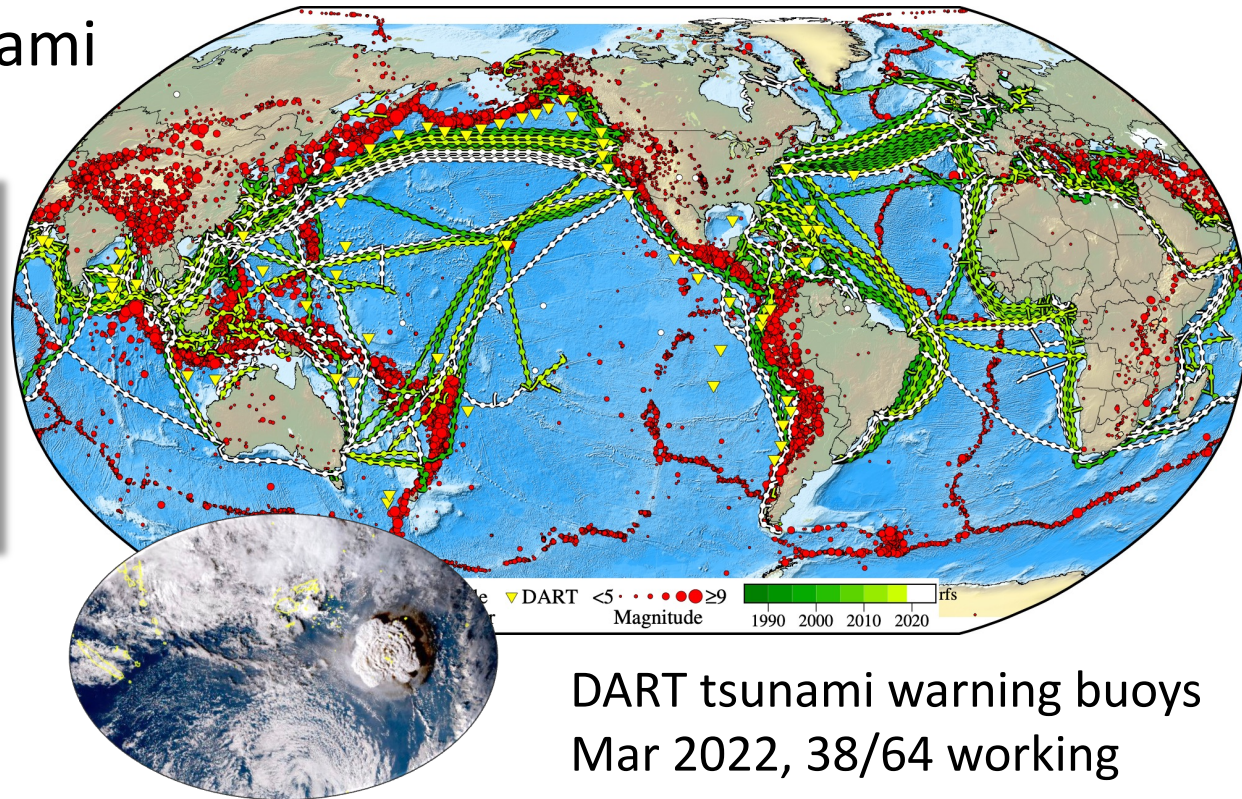 ami
DART <5 ≥9
Magnitude
1990 2000 2010 2020
rfs
DART tsunami warning buoys
Mar 2022, 38/64 working